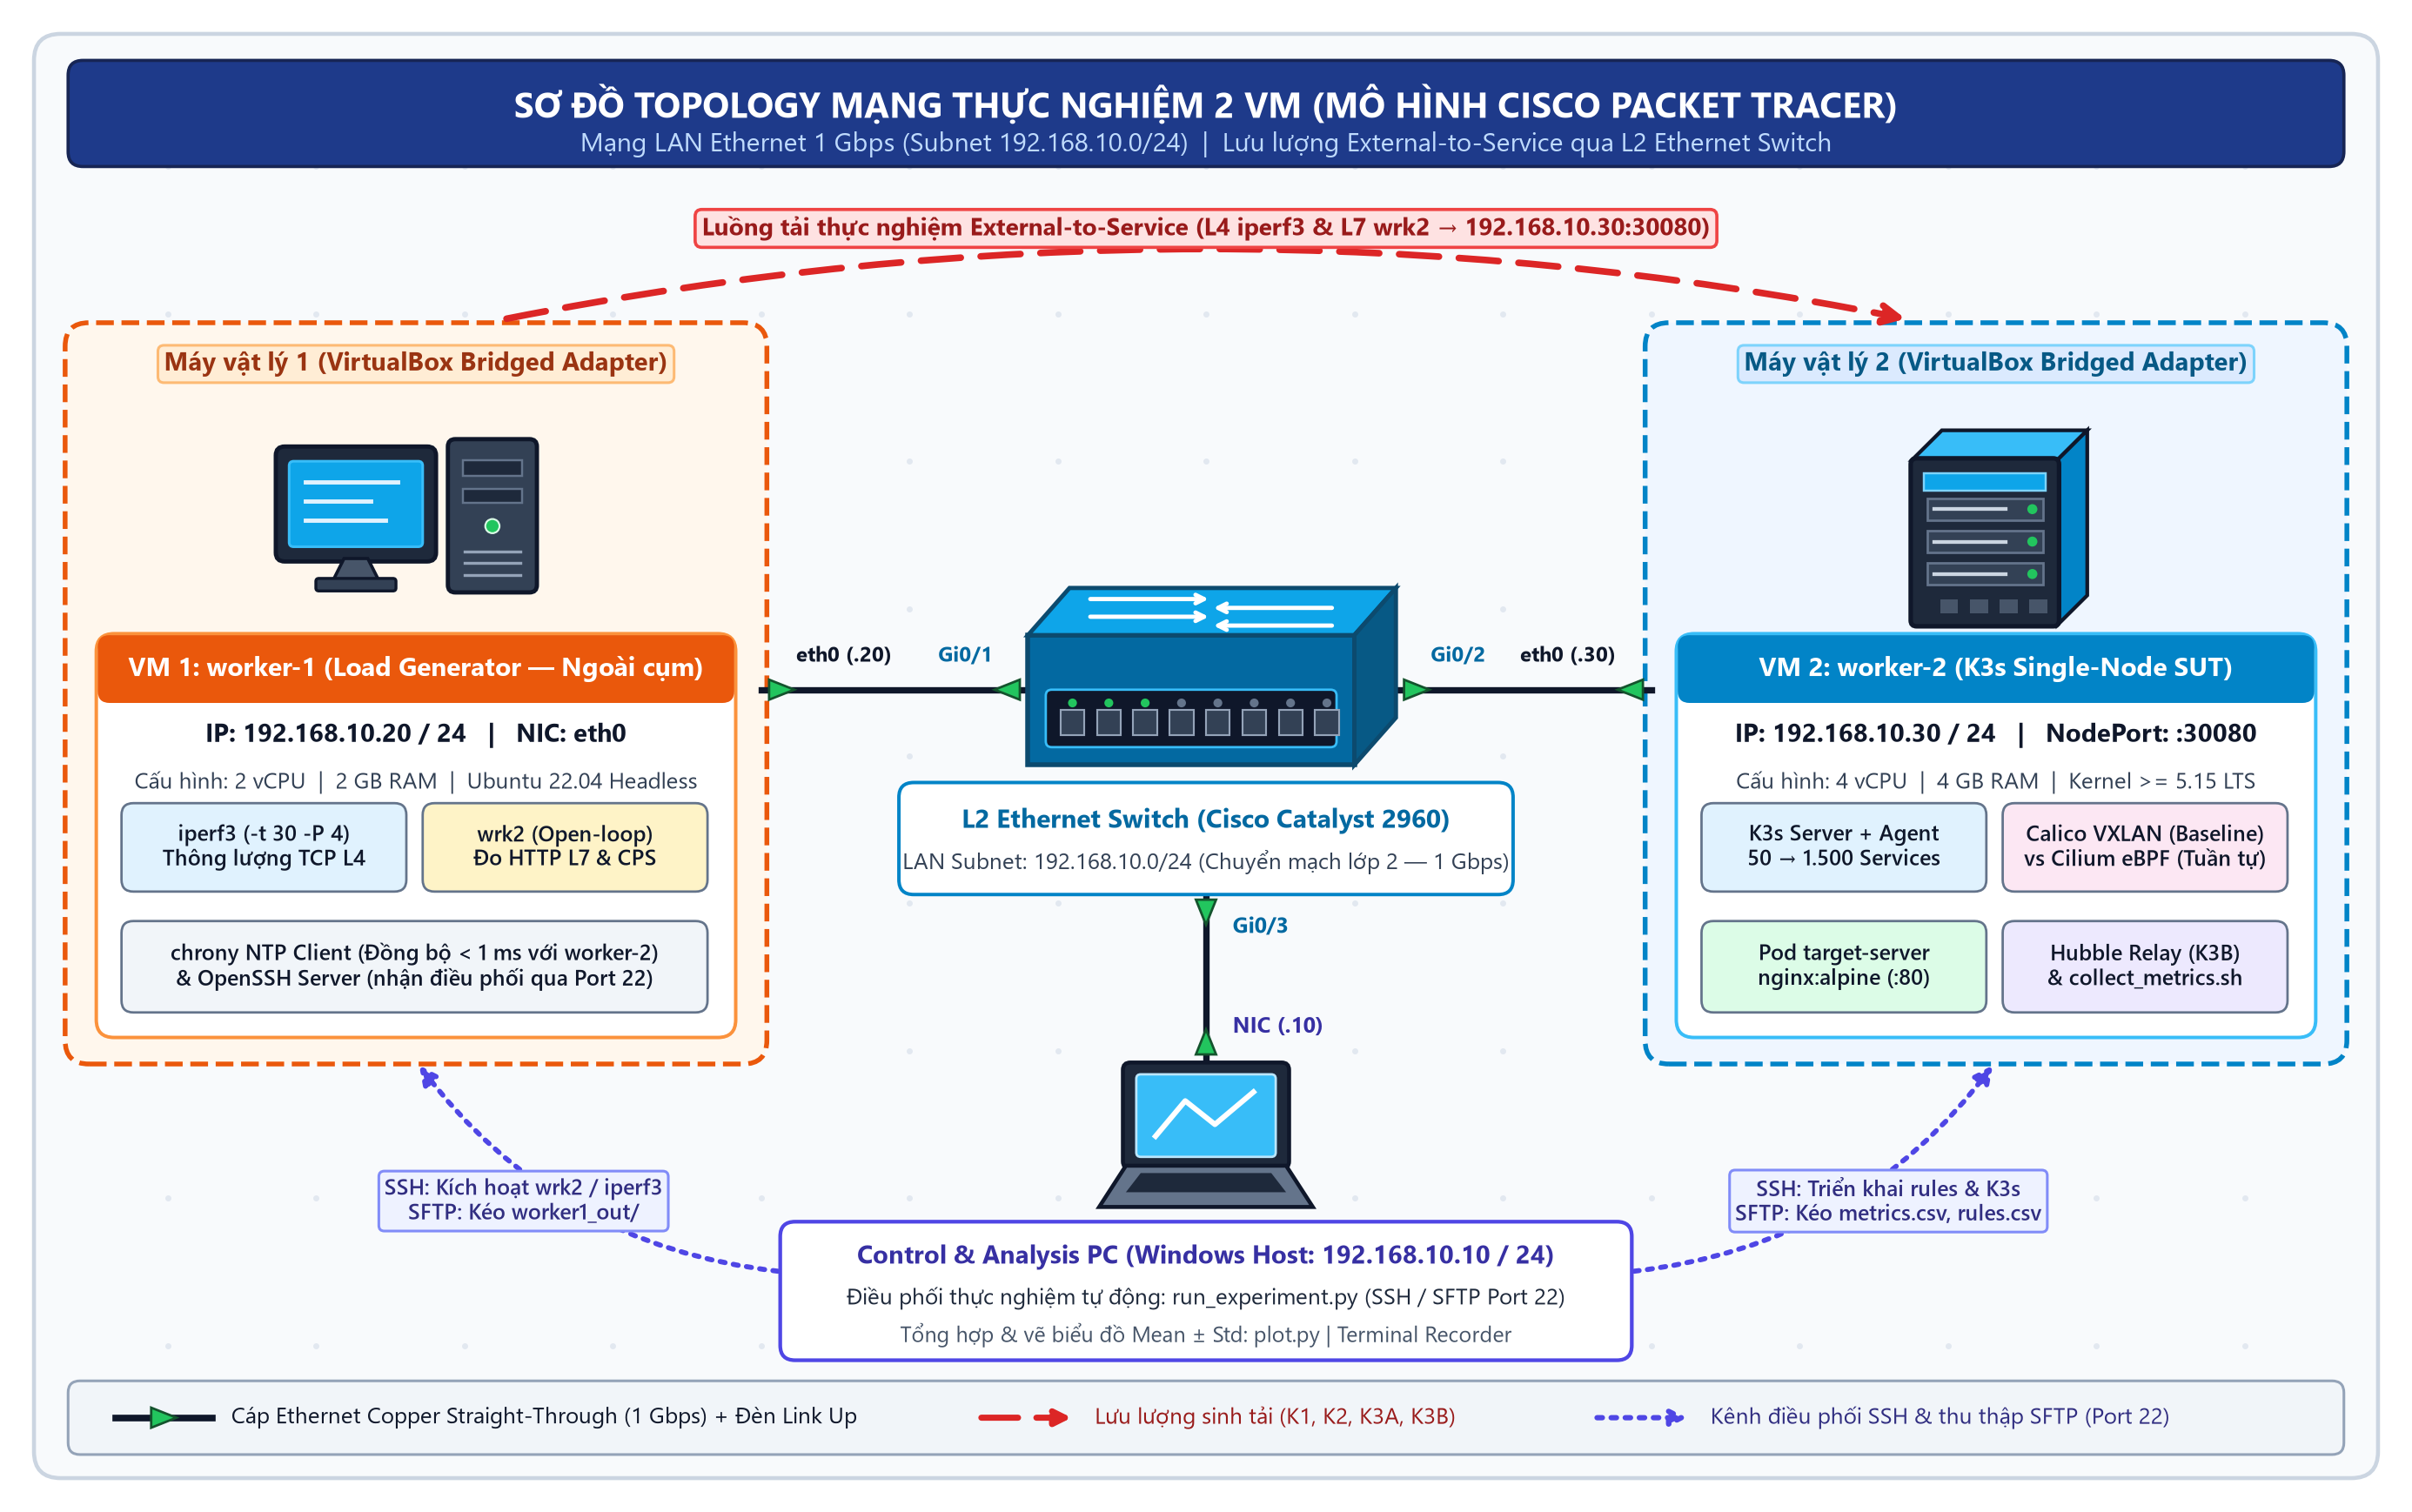 SƠ ĐỒ TOPOLOGY MẠNG THỰC NGHIỆM 2 VM (MÔ HÌNH CISCO PACKET TRACER)
Mạng LAN Ethernet 1 Gbps (Subnet 192.168.10.0/24) | Lưu lượng External-to-Service qua L2 Ethernet Switch
Luồng tải thực nghiệm External-to-Service (L4 iperf3 & L7 wrk2 → 192.168.10.30:30080)
Máy vật lý 1 (VirtualBox Bridged Adapter)
VM 1: worker-1 (Load Generator — Ngoài cụm)
IP: 192.168.10.20 / 24 | NIC: eth0
Cấu hình: 2 vCPU | 2 GB RAM | Ubuntu 22.04 Headless
iperf3 (-t 30 -P 4)
Thông lượng TCP L4
wrk2 (Open-loop)
Đo HTTP L7 & CPS
chrony NTP Client (Đồng bộ < 1 ms với worker-2)
& OpenSSH Server (nhận điều phối qua Port 22)
eth0 (.20)
Gi0/1
Gi0/2
eth0 (.30)
L2 Ethernet Switch (Cisco Catalyst 2960)
LAN Subnet: 192.168.10.0/24 (Chuyển mạch lớp 2 — 1 Gbps)
Gi0/3
NIC (.10)
Máy vật lý 2 (VirtualBox Bridged Adapter)
VM 2: worker-2 (K3s Single-Node SUT)
IP: 192.168.10.30 / 24 | NodePort: :30080
Cấu hình: 4 vCPU | 4 GB RAM | Kernel >= 5.15 LTS
K3s Server + Agent
50 → 1.500 Services
Calico VXLAN (Baseline)
vs Cilium eBPF (Tuần tự)
Pod target-server
nginx:alpine (:80)
Hubble Relay (K3B)
& collect_metrics.sh
SSH: Kích hoạt wrk2 / iperf3
SFTP: Kéo worker1_out/
SSH: Triển khai rules & K3s
SFTP: Kéo metrics.csv, rules.csv
Control & Analysis PC (Windows Host: 192.168.10.10 / 24)
Điều phối thực nghiệm tự động: run_experiment.py (SSH / SFTP Port 22)
Tổng hợp & vẽ biểu đồ Mean ± Std: plot.py | Terminal Recorder
Cáp Ethernet Copper Straight-Through (1 Gbps) + Đèn Link Up
Lưu lượng sinh tải (K1, K2, K3A, K3B)
Kênh điều phối SSH & thu thập SFTP (Port 22)